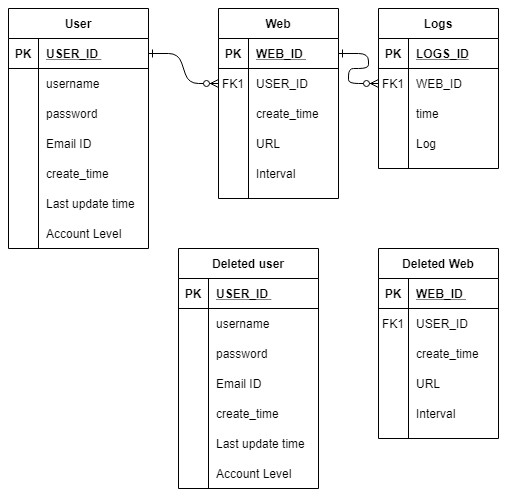 User
PK USER_ID
username
password
Email ID
create_time
Last update time
Account Level
Web
PK WEB_ID
FK1 USER_ID
create_time
URL
Interval
Logs
PK LOGS_ID
FK1 WEB_ID
time
Log
Deleted user
PK USER_ID
username
password
Email ID
create_time
Last update time
Account Level
Deleted Web
PK WEB_ID
FK1 USER_ID
create_time
URL
Interval